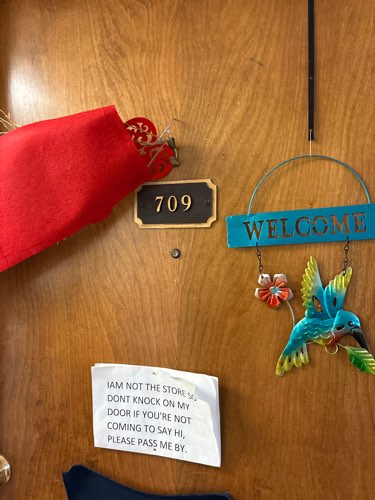 709
WELCOME
IAM NOT THE STORE SO
DONT KNOCK ON MY
DOOR IF YOU'RE NOT
COMING TO SAY HI,
PLEASE PASS ME BY.